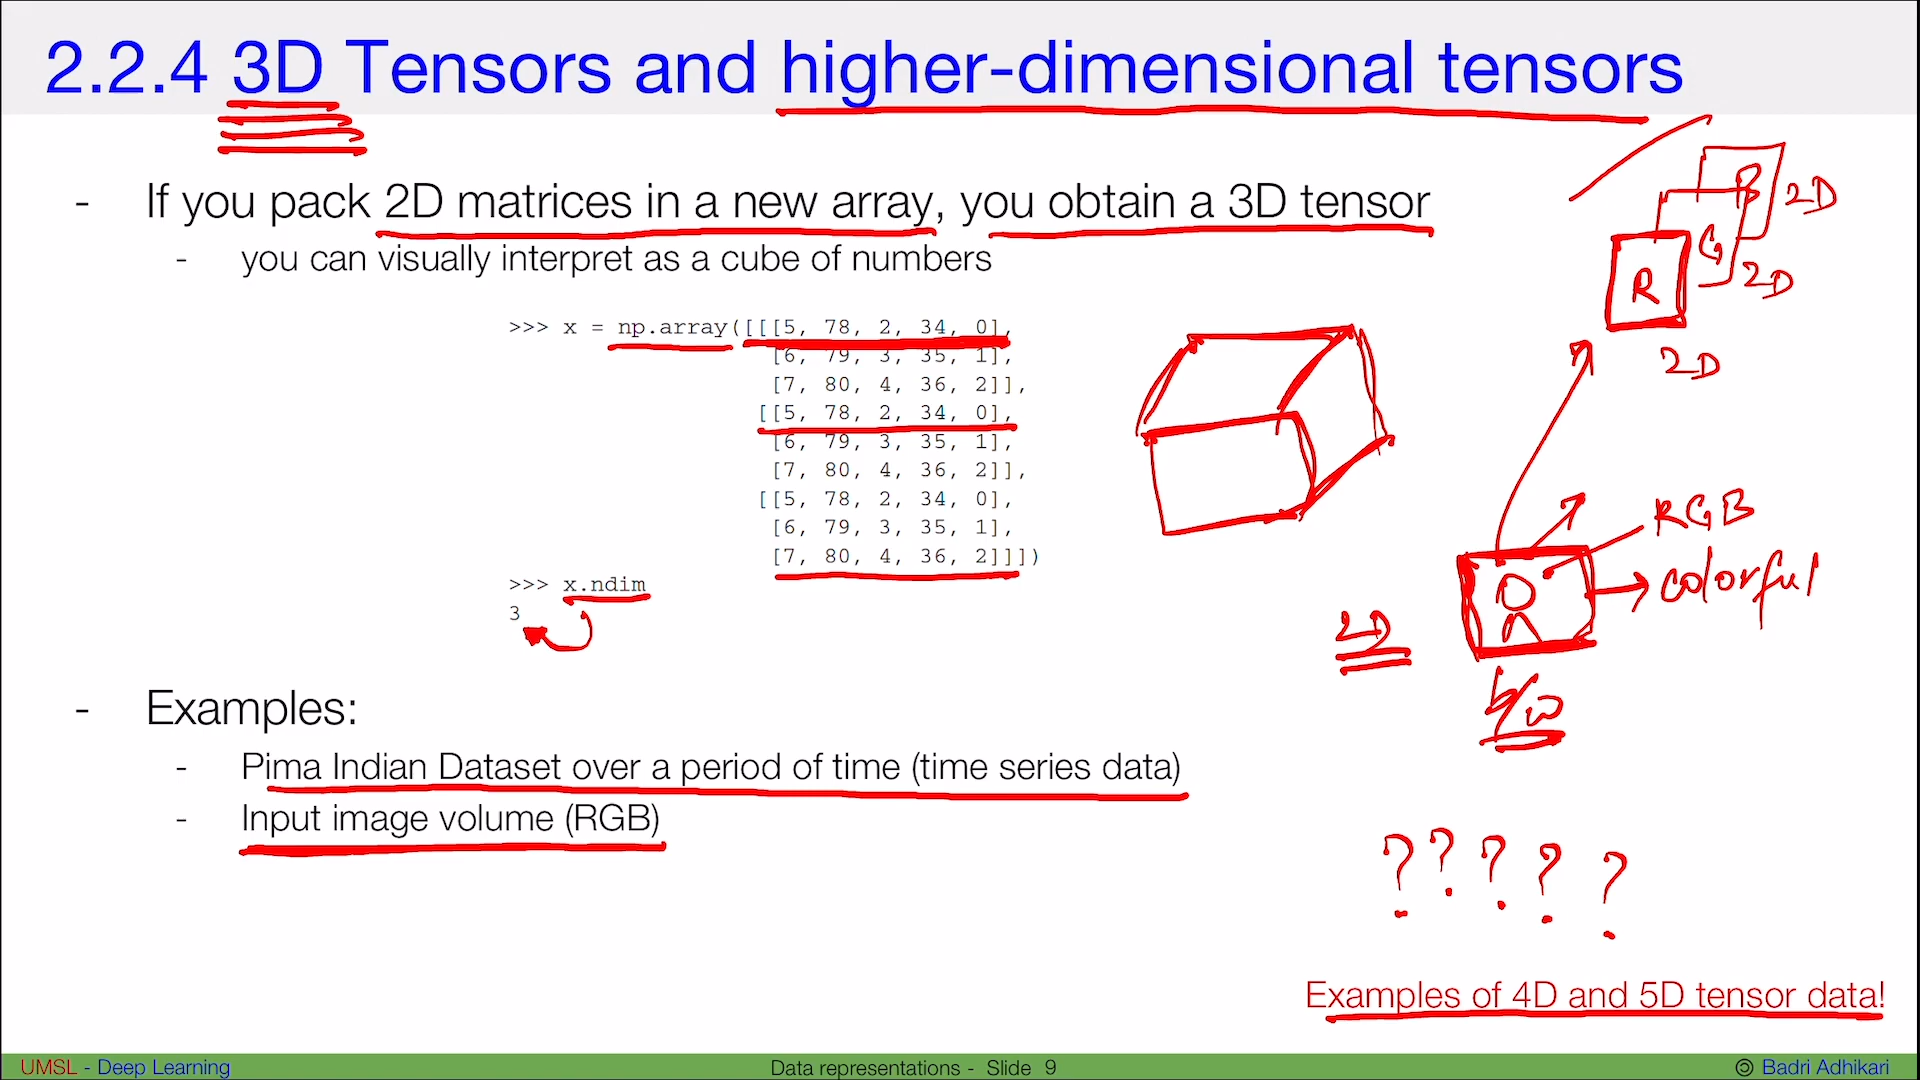 2.2.4 3D Tensors and higher-dimensional tensors
- If you pack 2D matrices in a new array, you obtain a 3D tensor
- you can visually interpret as a cube of numbers
>>> x = np.array([[[5, 78, 2, 34, 0],
[6, 79, 3, 35, 1],
[7, 80, 4, 36, 2]],
[[5, 78, 2, 34, 0],
[6, 79, 3, 35, 1],
[7, 80, 4, 36, 2]],
[[5, 78, 2, 34, 0],
[6, 79, 3, 35, 1],
[7, 80, 4, 36, 2]]])
>>> x.ndim
3
B 2D
G 2D
R
2D
RGB
colorful
2D
b/w
- Examples:
- Pima Indian Dataset over a period of time (time series data)
- Input image volume (RGB)
? ? ? ? ?
Examples of 4D and 5D tensor data!
UMSL - Deep Learning
Data representations - Slide 9
© Badri Adhikari